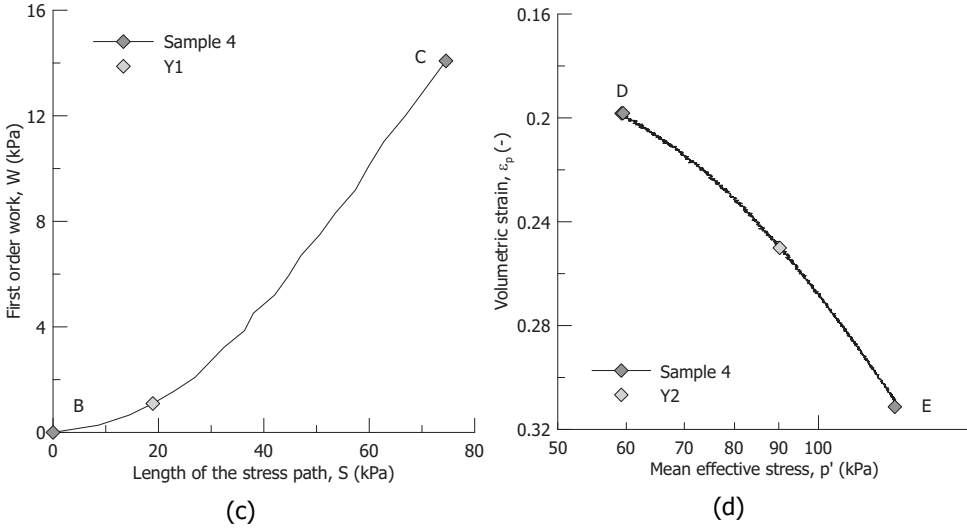 16
12
8
4
0
First order work, W (kPa)
Sample 4
Y1
B
C
0 20 40 60 80
Length of the stress path, S (kPa)
(c)
0.16
0.2
0.24
0.28
0.32
Volumetric strain, εp (-)
D
E
Sample 4
Y2
50 60 70 80 90 100
Mean effective stress, p' (kPa)
(d)